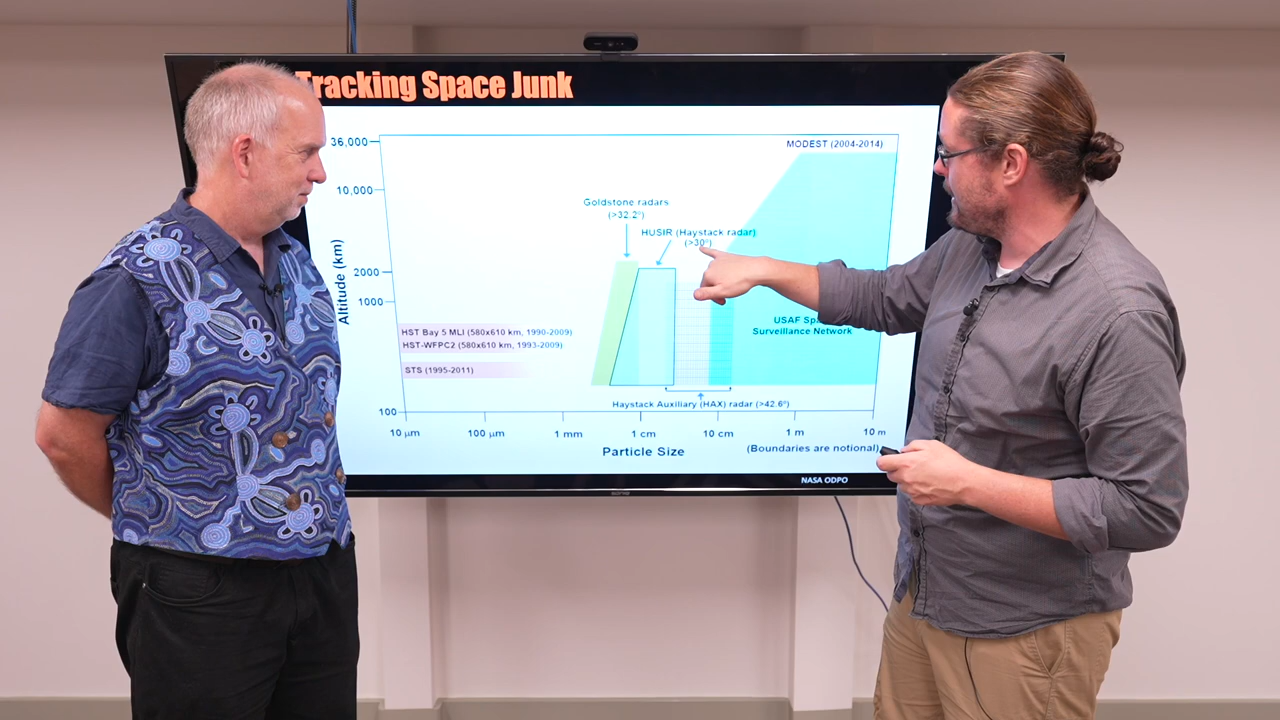 Tracking Space Junk
36,000
10,000
2000
1000
100
Altitude (km)
MODEST (2004-2014)
Goldstone radars
(>32.2°)
HUSIR (Haystack radar)
(>30°)
HST Bay 5 MLI (580x610 km, 1990-2009)
HST-WFPC2 (580x610 km, 1993-2009)
STS (1995-2011)
USAF
Surveillance Network
Haystack Auxiliary (HAX) radar (>42.6°)
10 µm 100 µm 1 mm 1 cm 10 cm 1 m 10 m
Particle Size
(Boundaries are notional)
NASA ODPO
SONY